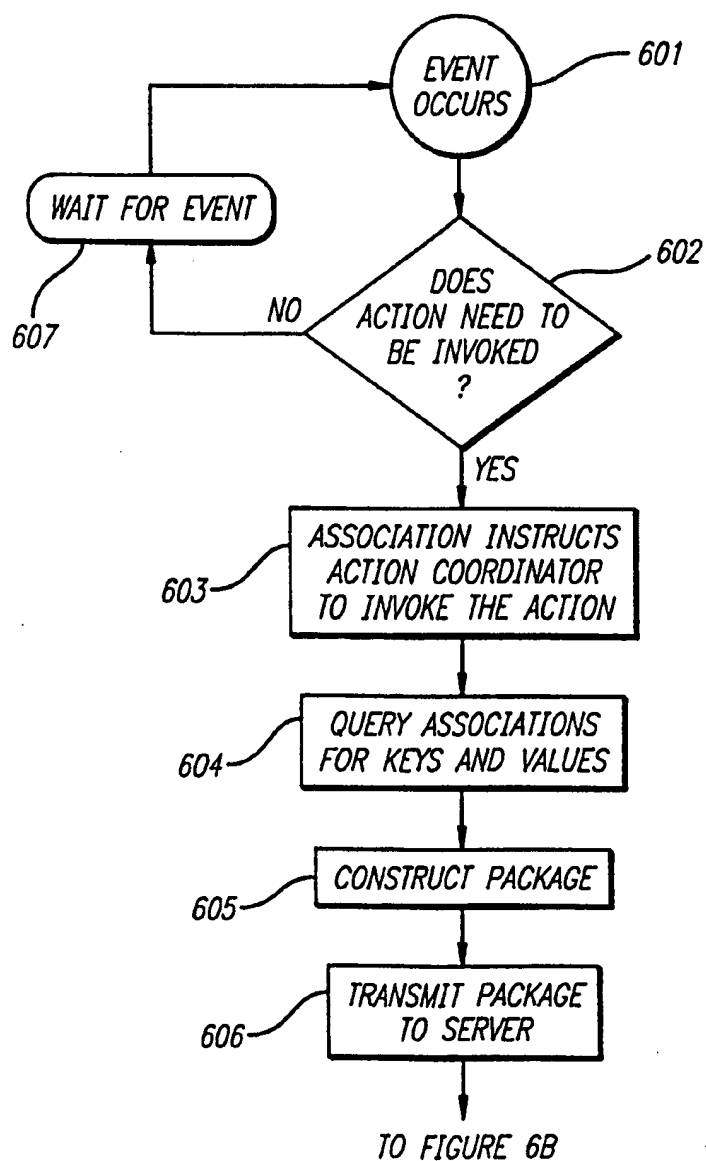 EVENT
OCCURS
601
WAIT FOR EVENT
607
602
DOES
ACTION NEED TO
BE INVOKED
?
NO
YES
ASSOCIATION INSTRUCTS
ACTION COORDINATOR
TO INVOKE THE ACTION
603
QUERY ASSOCIATIONS
FOR KEYS AND VALUES
604
CONSTRUCT PACKAGE
605
TRANSMIT PACKAGE
TO SERVER
606
TO FIGURE 6B